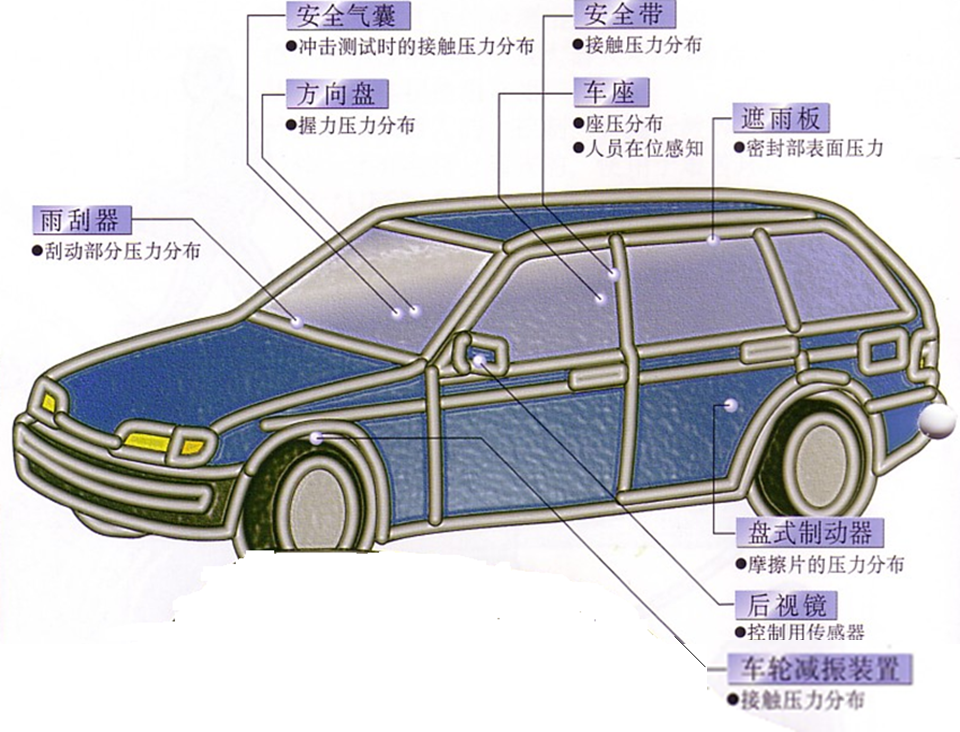 安全气囊
●冲击测试时的接触压力分布
安全带
●接触压力分布
方向盘
●握力压力分布
车座
●座压分布
●人员在位感知
遮雨板
●密封部表面压力
雨刮器
●刮动部分压力分布
盘式制动器
●摩擦片的压力分布
后视镜
●控制用传感器
车轮减振装置
●接触压力分布